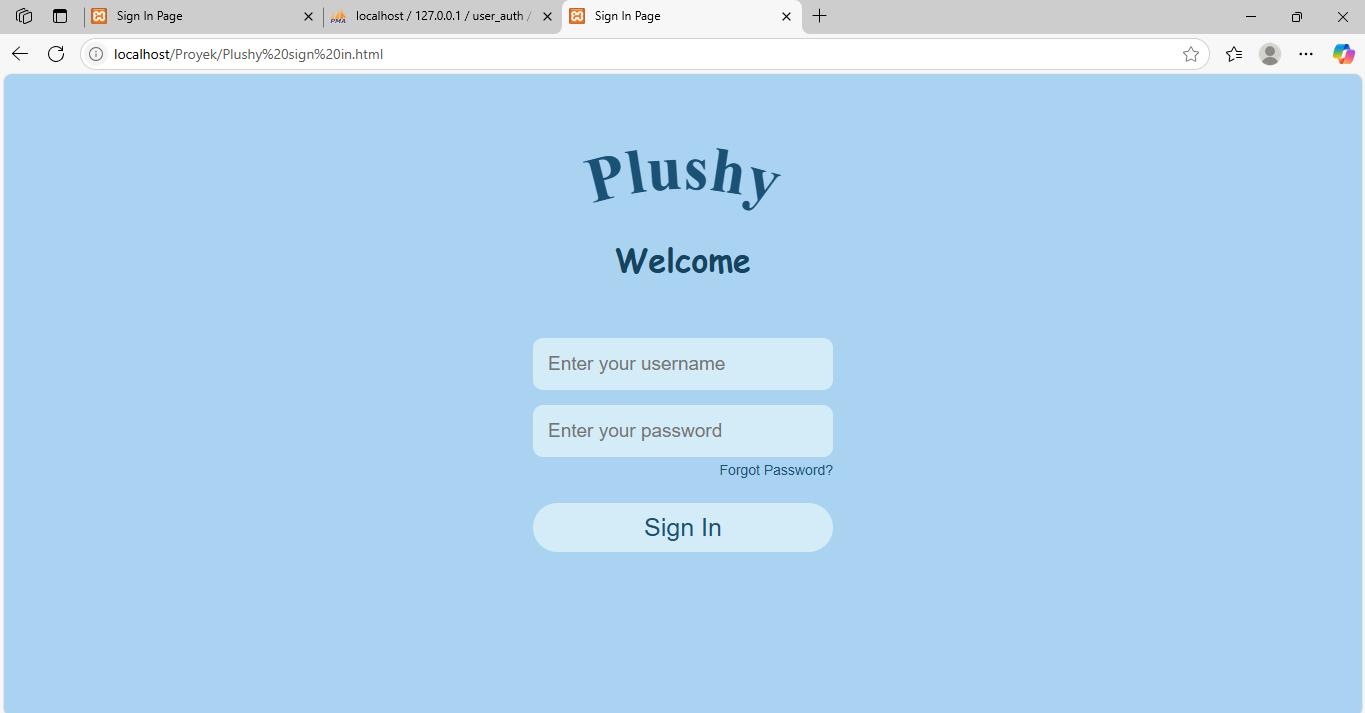 Sign In Page
localhost / 127.0.0.1 / user_auth /
Sign In Page
localhost/Proyek/Plushy%20sign%20in.html
Plushy
Welcome
Enter your username
Enter your password
Forgot Password?
Sign In